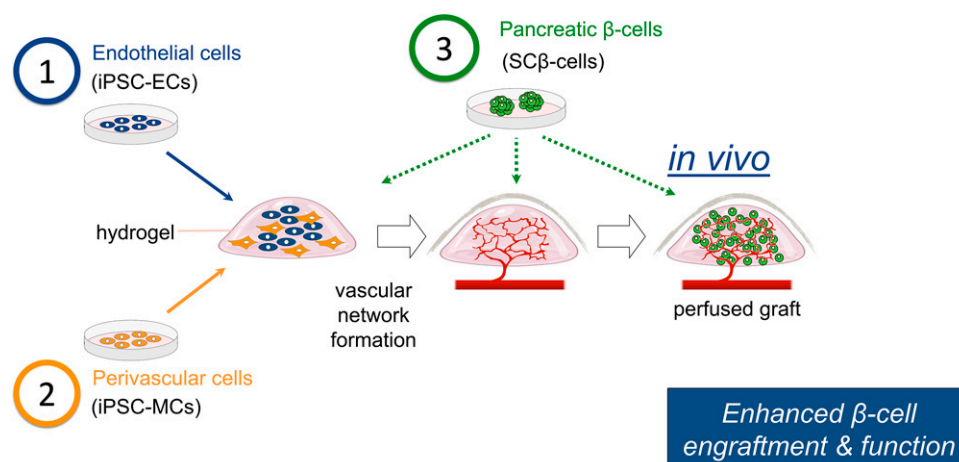 1
Endothelial cells
(iPSC-ECs)
3
Pancreatic β-cells
(SCβ-cells)
in vivo
hydrogel
vascular
network
formation
perfused graft
2
Perivascular cells
(iPSC-MCs)
Enhanced β-cell
engraftment & function